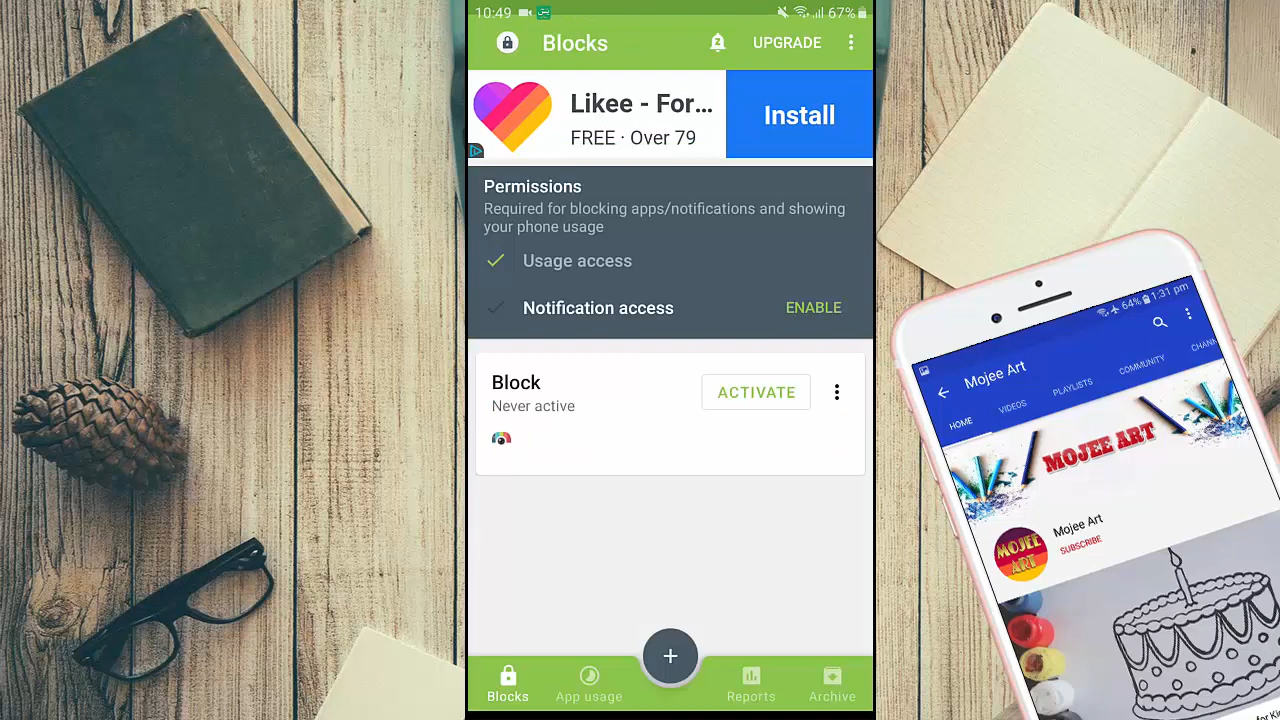 10:49
67%
Blocks
UPGRADE
Likee - For...
FREE · Over 79
Install
Permissions
Required for blocking apps/notifications and showing
your phone usage
Usage access
Notification access
ENABLE
Block
Never active
ACTIVATE
Blocks
App usage
+
Reports
Archive
64% 1:31 pm
Mojee Art
HOME
VIDEOS
PLAYLISTS
COMMUNITY
CHANN
MOJEE ART
MOJEE
ART
Mojee Art
SUBSCRIBE